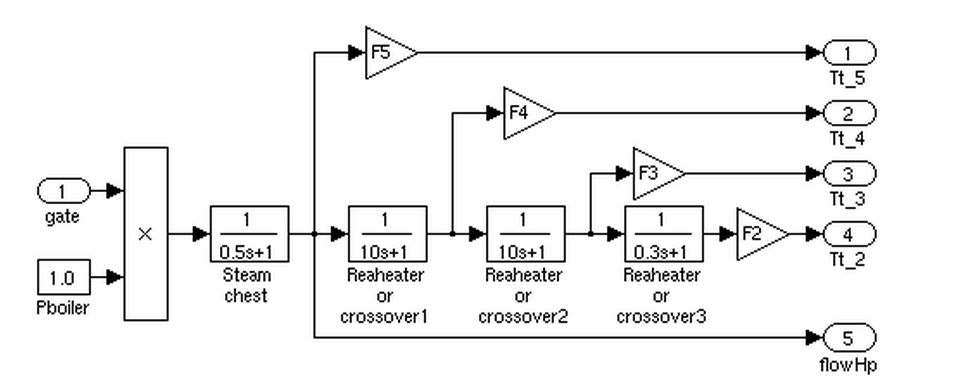 F5
1
Tt_5
F4
2
Tt_4
F3
3
Tt_3
1
gate
×
1
0.5s+1
Steam
chest
1
10s+1
Reaheater
or
crossover1
1
10s+1
Reaheater
or
crossover2
1
0.3s+1
Reaheater
or
crossover3
F2
4
Tt_2
1.0
Pboiler
5
flowHp